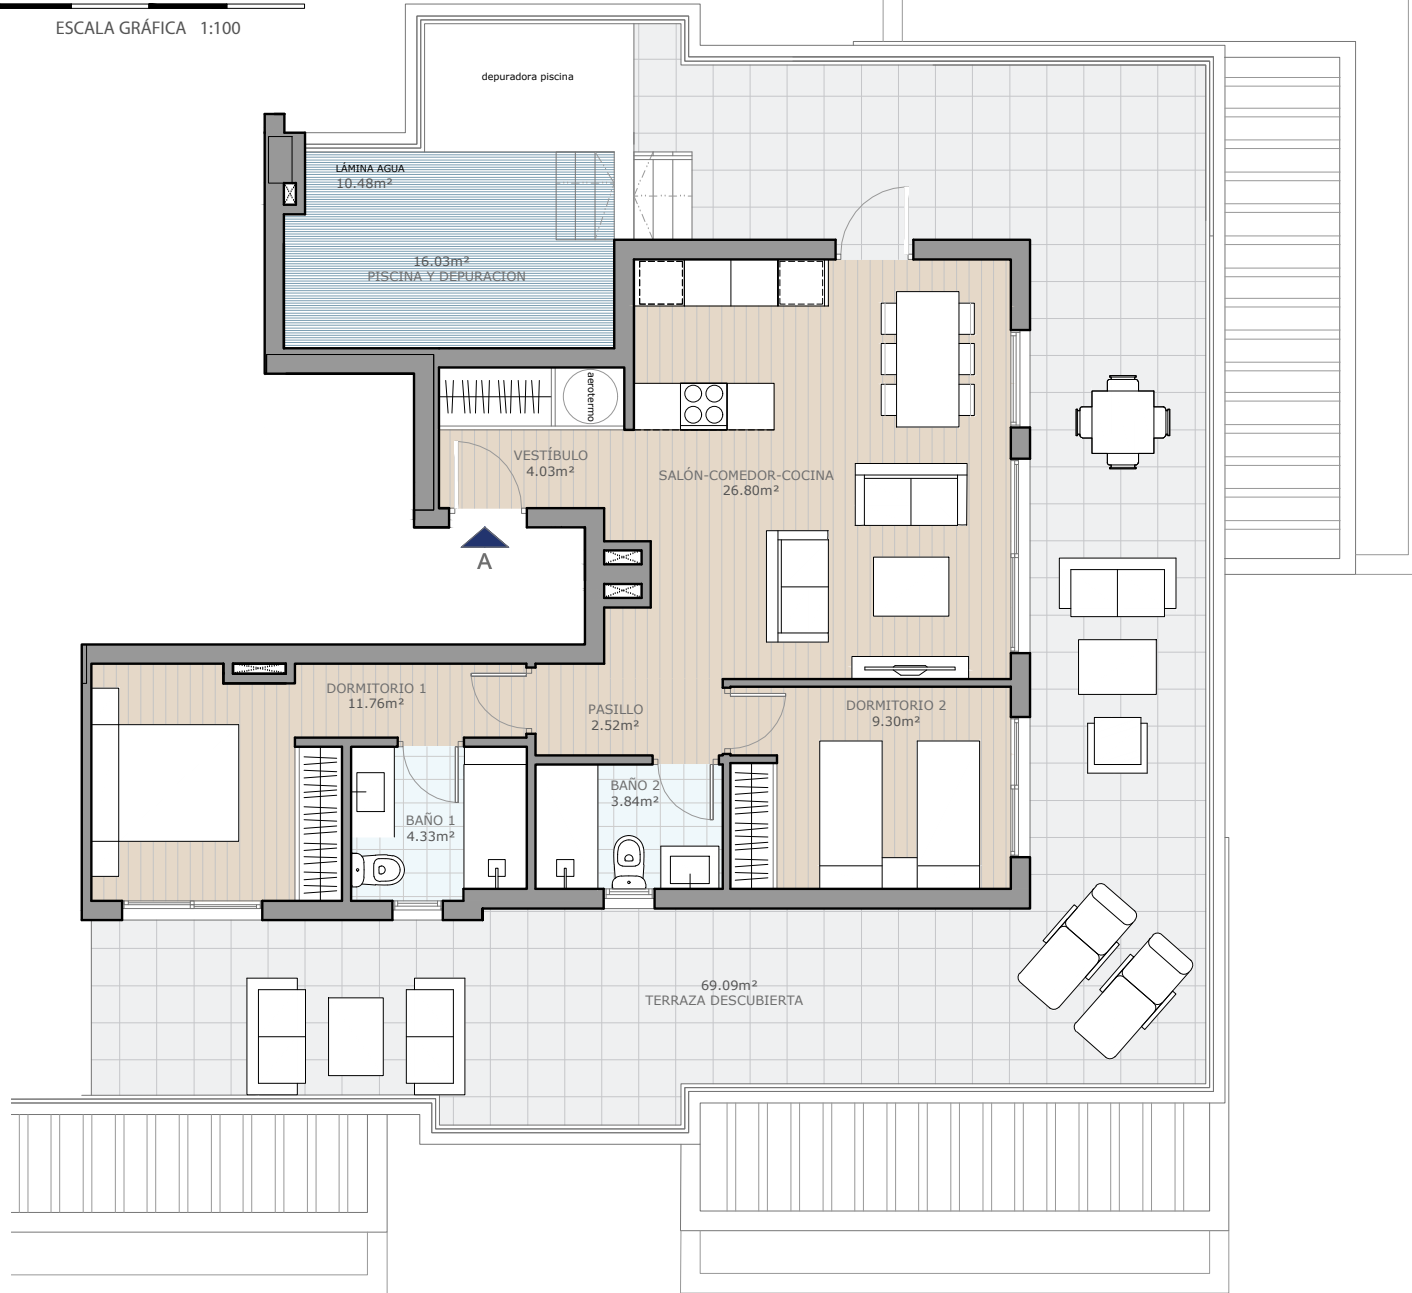 ESCALA GRÁFICA 1:100
depuradora piscina
LÁMINA AGUA
10.48m²
16.03m²
PISCINA Y DEPURACION
aerotermo
VESTÍBULO
4.03m²
SALÓN-COMEDOR-COCINA
26.80m²
A
DORMITORIO 1
11.76m²
PASILLO
2.52m²
DORMITORIO 2
9.30m²
BAÑO 1
4.33m²
BAÑO 2
3.84m²
69.09m²
TERRAZA DESCUBIERTA